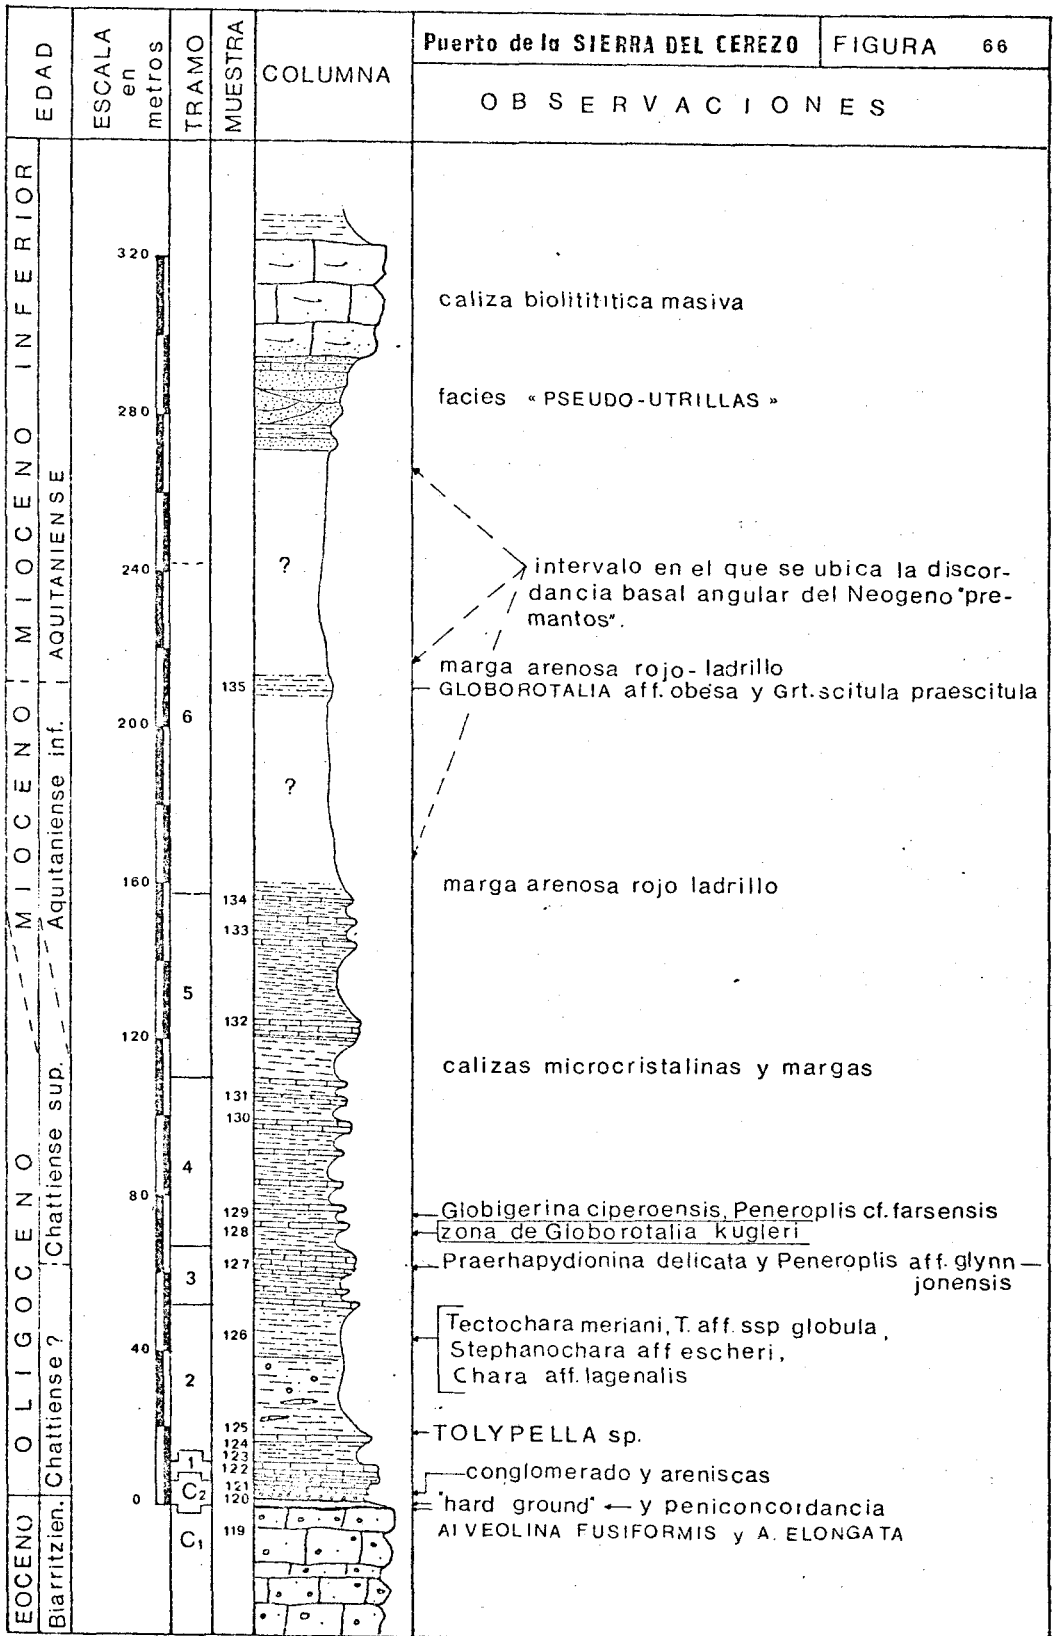 EDAD
ESCALA
en
metros
TRAMO
MUESTRA
COLUMNA
Puerto de la SIERRA DEL CEREZO
FIGURA 66
OBSERVACIONES
MIOCENO INFERIOR
AQUITANIENSE
MIOCENO
Aquitaniense inf.
OLIGOCENO
Chattiense sup.
Chattiense ?
EOCENO
Biarritzien.
320
280
240
200
160
120
80
40
0
6
5
4
3
2
1
C2
C1
135
134
133
132
131
130
129
128
127
126
125
124
123
122
121
120
119
?
?
caliza biolitititica masiva
facies « PSEUDO-UTRILLAS »
intervalo en el que se ubica la discor-
dancia basal angular del Neogeno "pre-
mantos".
marga arenosa rojo-ladrillo
GLOBOROTALIA aff. obesa y Grt. scitula praescitula
marga arenosa rojo ladrillo
calizas microcristalinas y margas
Globigerina ciperoensis, Peneroplis cf. farsensis
zona de Globorotalia kugleri
Praerhapydionina delicata y Peneroplis aff. glynn—
jonensis
Tectochara meriani, T. aff. ssp globula,
Stephanochara aff escheri,
Chara aff. lagenalis
TOLYPELLA sp.
conglomerado y areniscas
"hard ground" ← y peniconcordancia
ALVEOLINA FUSIFORMIS y A. ELONGATA